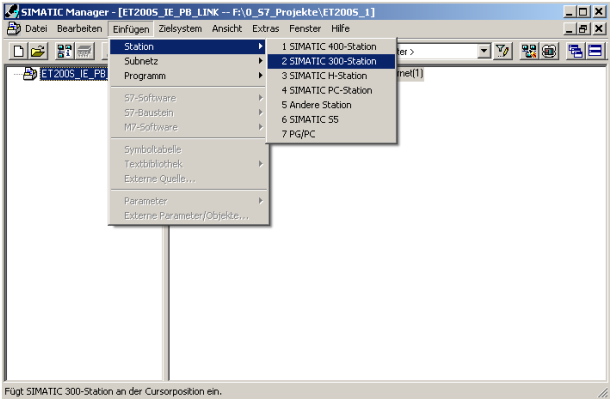 SIMATIC Manager - [ET200S_IE_PB_LINK -- F:\0_S7_Projekte\ET200S_1]
Datei Bearbeiten Einfügen Zielsystem Ansicht Extras Fenster Hilfe
ET200S_IE_PB
Station
Subnetz
Programm
S7-Software
S7-Baustein
M7-Software
Symboltabelle
Textbibliothek
Externe Quelle...
Parameter
Externe Parameter/Objekte...
1 SIMATIC 400-Station
2 SIMATIC 300-Station
3 SIMATIC H-Station
4 SIMATIC PC-Station
5 Andere Station
6 SIMATIC S5
7 PG/PC
rnet(1)
Fügt SIMATIC 300-Station an der Cursorposition ein.